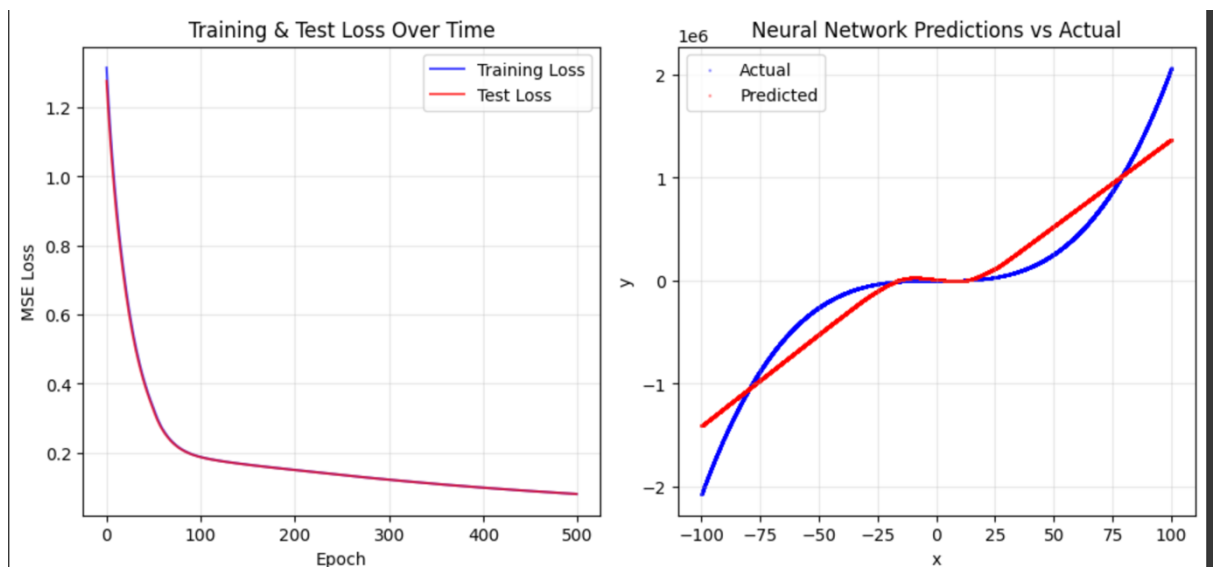 Training & Test Loss Over Time
Training Loss
Test Loss
MSE Loss
1.2
1.0
0.8
0.6
0.4
0.2
0
100
200
300
400
500
Epoch
Neural Network Predictions vs Actual
1e6
Actual
Predicted
y
2
1
0
−1
−2
−100
−75
−50
−25
0
25
50
75
100
x